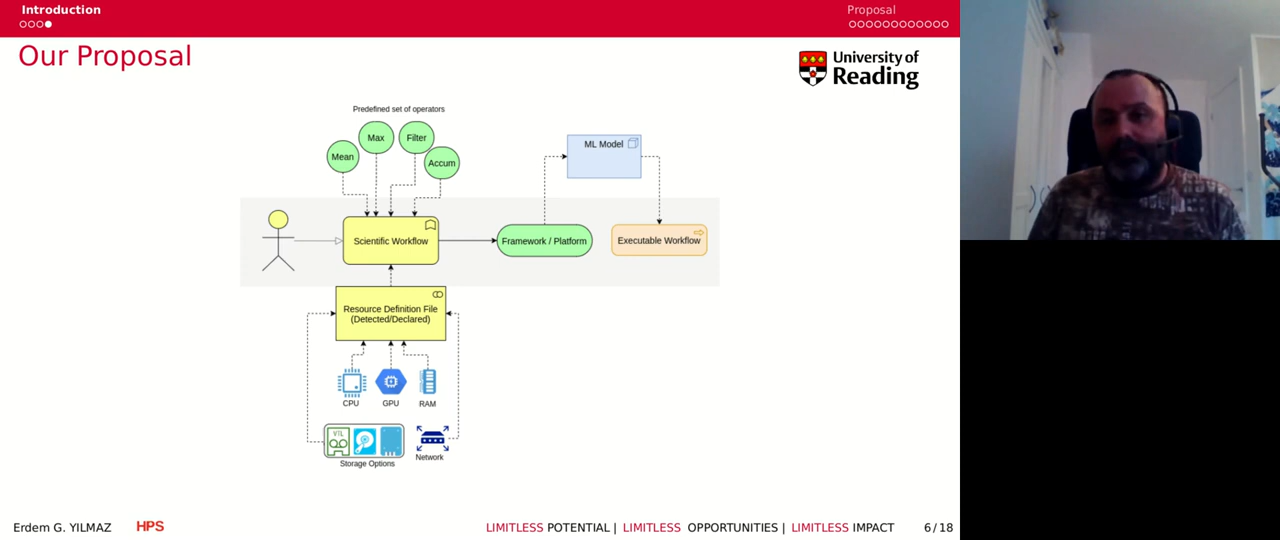 Introduction
Proposal
Our Proposal
University of
Reading
Predefined set of operators
Mean
Max
Filter
Accum
ML Model
Scientific Workflow
Framework / Platform
Executable Workflow
Resource Definition File
(Detected/Declared)
CPU
GPU
RAM
Storage Options
Network
Erdem G. YILMAZ
HPS
LIMITLESS POTENTIAL | LIMITLESS OPPORTUNITIES | LIMITLESS IMPACT
6/18